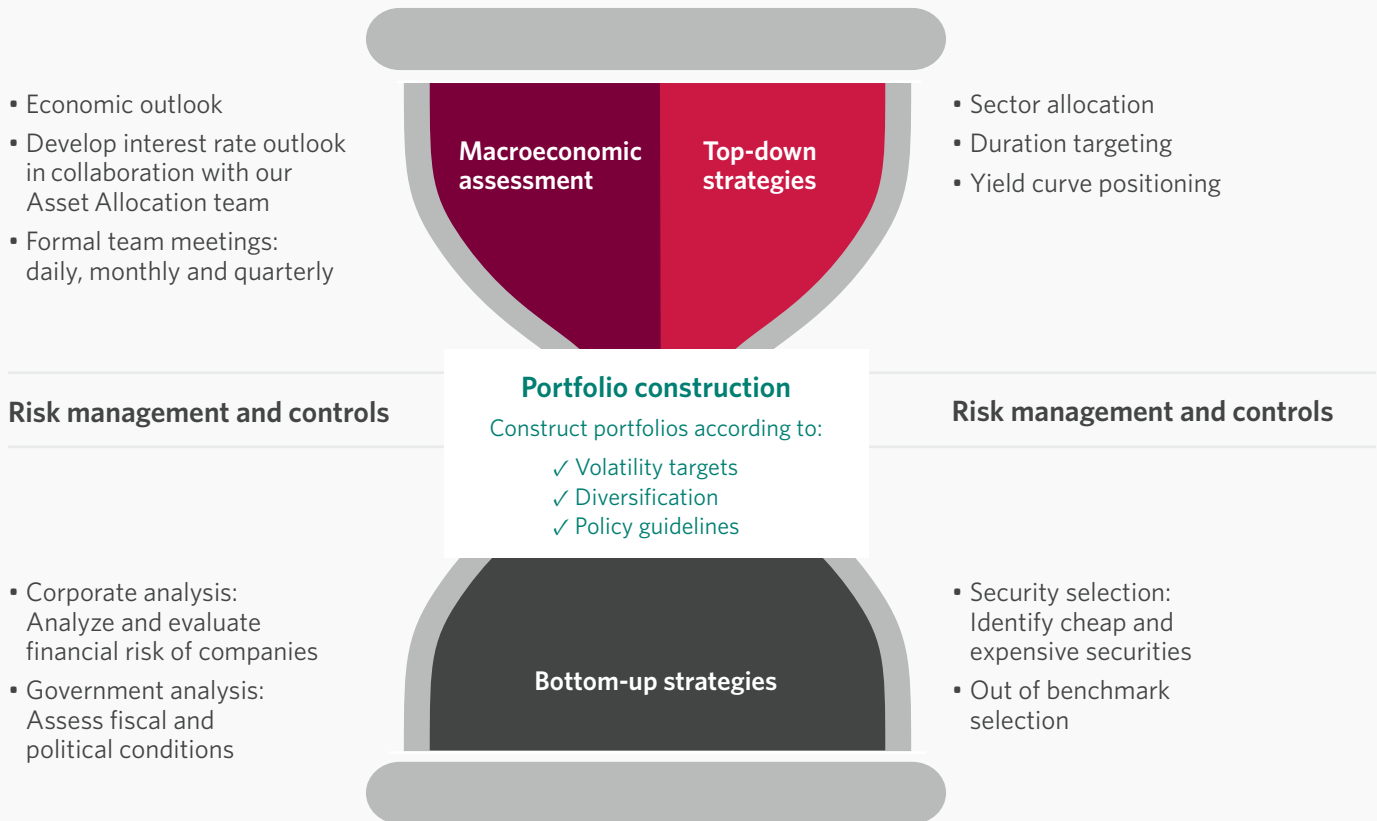 • Economic outlook
• Develop interest rate outlook
in collaboration with our
Asset Allocation team
• Formal team meetings:
daily, monthly and quarterly
Macroeconomic
assessment
Top-down
strategies
• Sector allocation
• Duration targeting
• Yield curve positioning
Risk management and controls
Portfolio construction
Construct portfolios according to:
✓ Volatility targets
✓ Diversification
✓ Policy guidelines
Risk management and controls
• Corporate analysis:
Analyze and evaluate
financial risk of companies
• Government analysis:
Assess fiscal and
political conditions
Bottom-up strategies
• Security selection:
Identify cheap and
expensive securities
• Out of benchmark
selection